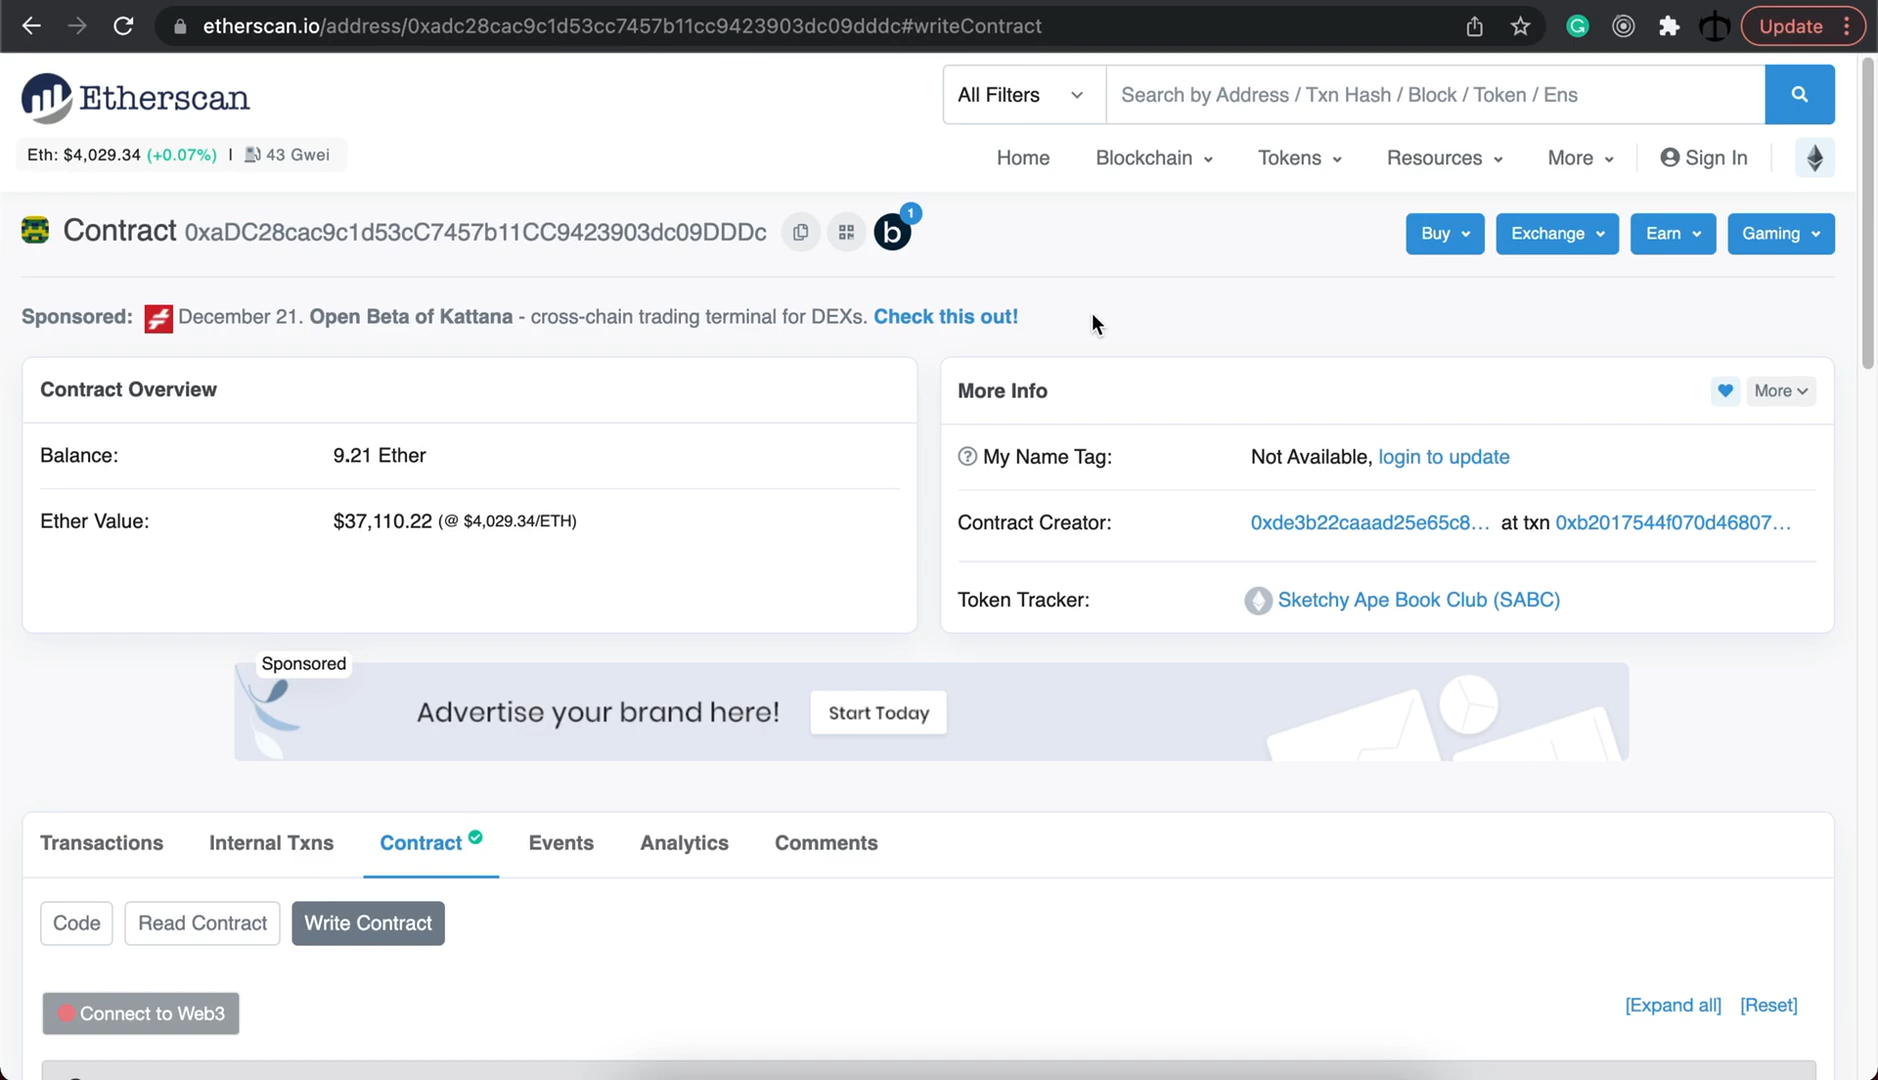 etherscan.io/address/0xadc28cac9c1d53cc7457b11cc9423903dc09dddc#writeContract
Update
Etherscan
All Filters
Search by Address / Txn Hash / Block / Token / Ens
Eth: $4,029.34 (+0.07%) | 43 Gwei
Home Blockchain Tokens Resources More Sign In
Contract 0xaDC28cac9c1d53cC7457b11CC9423903dc09DDDc
b 1
Buy Exchange Earn Gaming
Sponsored: December 21. Open Beta of Kattana - cross-chain trading terminal for DEXs. Check this out!
Contract Overview
Balance: 9.21 Ether
Ether Value: $37,110.22 (@ $4,029.34/ETH)
More Info
More
My Name Tag: Not Available, login to update
Contract Creator: 0xde3b22caaad25e65c8... at txn 0xb2017544f070d46807...
Token Tracker: Sketchy Ape Book Club (SABC)
Sponsored
Advertise your brand here! Start Today
Transactions Internal Txns Contract Events Analytics Comments
Code Read Contract Write Contract
Connect to Web3
[Expand all] [Reset]